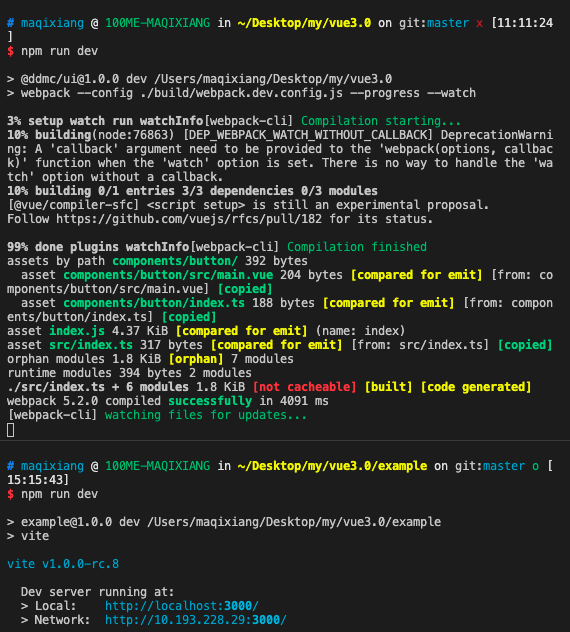 # maqixiang @ 100ME-MAQIXIANG in ~/Desktop/my/vue3.0 on git:master x [11:11:24
]
$ npm run dev
> @ddmc/ui@1.0.0 dev /Users/maqixiang/Desktop/my/vue3.0
> webpack --config ./build/webpack.dev.config.js --progress --watch
3% setup watch run watchInfo[webpack-cli] Compilation starting...
10% building(node:76863) [DEP_WEBPACK_WATCH_WITHOUT_CALLBACK] DeprecationWarni
ng: A 'callback' argument need to be provided to the 'webpack(options, callbac
k)' function when the 'watch' option is set. There is no way to handle the 'wa
tch' option without a callback.
10% building 0/1 entries 3/3 dependencies 0/3 modules
[@vue/compiler-sfc] <script setup> is still an experimental proposal.
Follow https://github.com/vuejs/rfcs/pull/182 for its status.
99% done plugins watchInfo[webpack-cli] Compilation finished
assets by path components/button/ 392 bytes
  asset components/button/src/main.vue 204 bytes [compared for emit] [from: co
mponents/button/src/main.vue] [copied]
  asset components/button/index.ts 188 bytes [compared for emit] [from: compon
ents/button/index.ts] [copied]
asset index.js 4.37 KiB [compared for emit] (name: index)
asset src/index.ts 317 bytes [compared for emit] [from: src/index.ts] [copied]
orphan modules 1.8 KiB [orphan] 7 modules
runtime modules 394 bytes 2 modules
./src/index.ts + 6 modules 1.8 KiB [not cacheable] [built] [code generated]
webpack 5.2.0 compiled successfully in 4091 ms
[webpack-cli] watching files for updates...
# maqixiang @ 100ME-MAQIXIANG in ~/Desktop/my/vue3.0/example on git:master o [
15:15:43]
$ npm run dev
> example@1.0.0 dev /Users/maqixiang/Desktop/my/vue3.0/example
> vite
vite v1.0.0-rc.8
  Dev server running at:
  > Local:    http://localhost:3000/
  > Network:  http://10.193.228.29:3000/